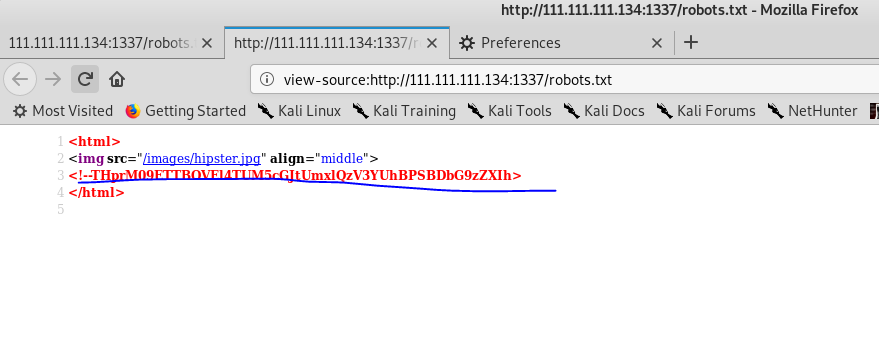 http://111.111.111.134:1337/robots.txt - Mozilla Firefox
111.111.111.134:1337/robots. http://111.111.111.134:1337/r Preferences
view-source:http://111.111.111.134:1337/robots.txt
Most Visited Getting Started Kali Linux Kali Training Kali Tools Kali Docs Kali Forums NetHunter
1 <html>
2 <img src="/images/hipster.jpg" align="middle">
3 <!--THprM09ETTBOVEl4TUM5cGJtUmxlQzV3YUhBPSBDbG9zZXIh>
4 </html>
5